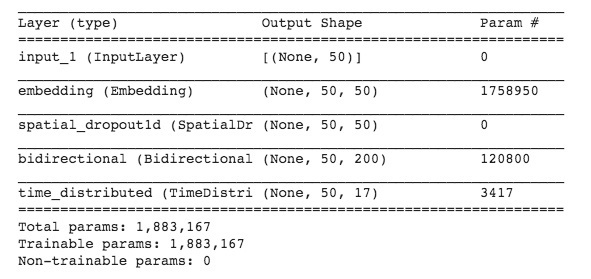 Layer (type) Output Shape Param #
=================================================================
input_1 (InputLayer) [(None, 50)] 0
embedding (Embedding) (None, 50, 50) 1758950
spatial_dropout1d (SpatialDr (None, 50, 50) 0
bidirectional (Bidirectional (None, 50, 200) 120800
time_distributed (TimeDistri (None, 50, 17) 3417
=================================================================
Total params: 1,883,167
Trainable params: 1,883,167
Non-trainable params: 0